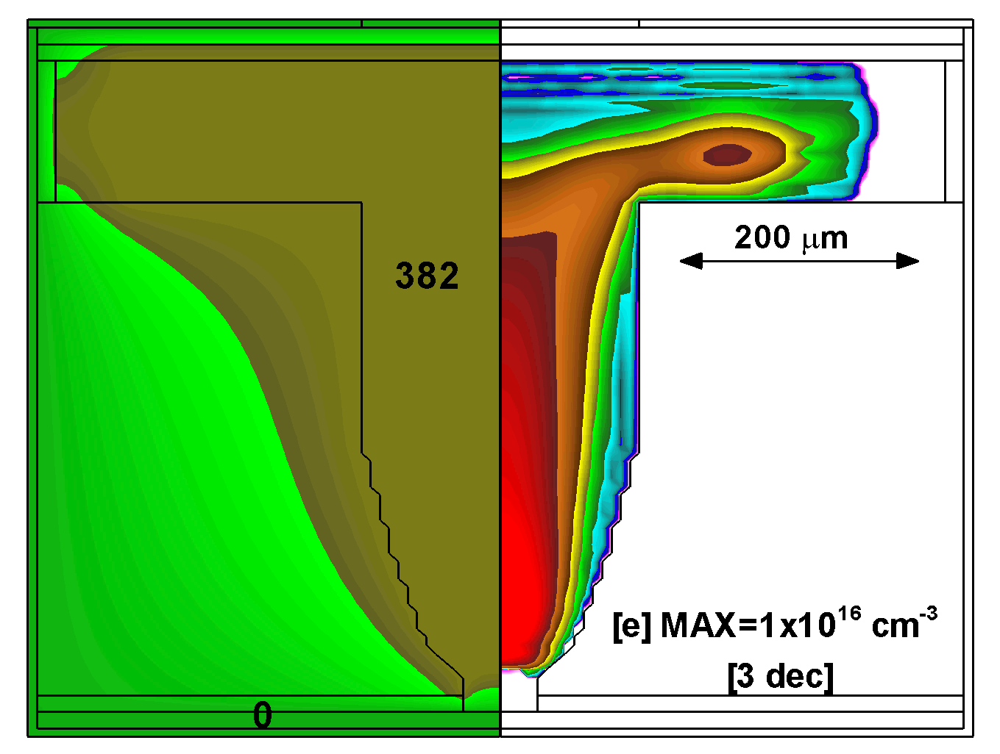 200 μm
382
[e] MAX=1x10¹⁶ cm⁻³
[3 dec]
0